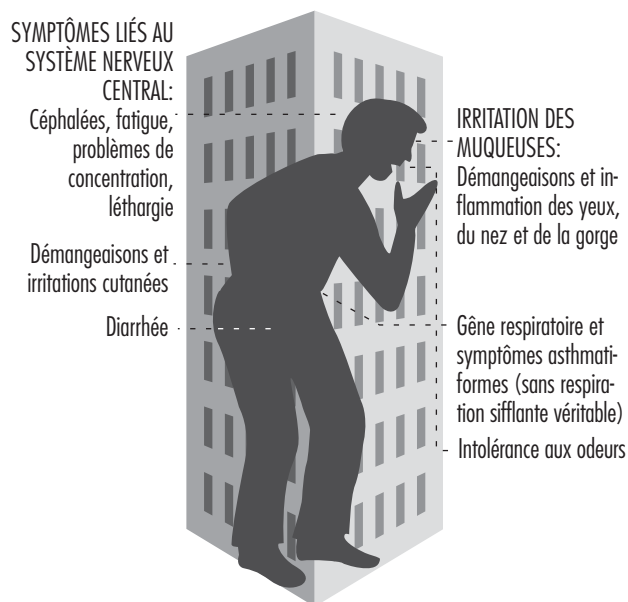 SYMPTÔMES LIÉS AU
SYSTÈME NERVEUX
CENTRAL:
Céphalées, fatigue,
problèmes de
concentration,
léthargie
Démangeaisons et
irritations cutanées
Diarrhée
IRRITATION DES
MUQUEUSES:
Démangeaisons et in-
flammation des yeux,
du nez et de la gorge
Gêne respiratoire et
symptômes asthmati-
formes (sans respira-
tion sifflante véritable)
Intolérance aux odeurs